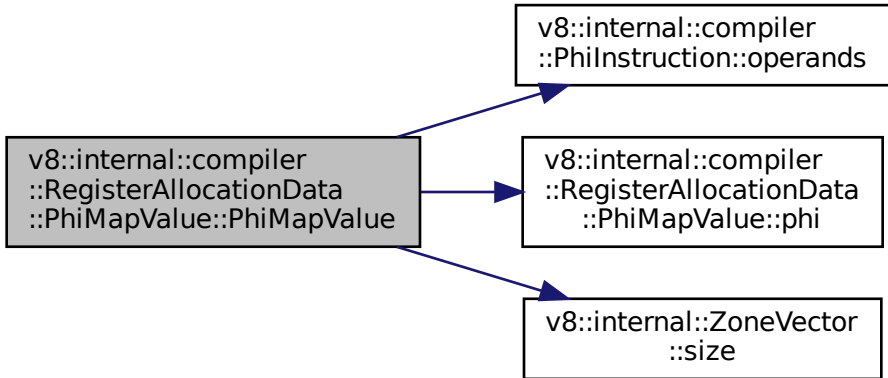 v8::internal::compiler
::PhiInstruction::operands
v8::internal::compiler
::RegisterAllocationData
::PhiMapValue::PhiMapValue
v8::internal::compiler
::RegisterAllocationData
::PhiMapValue::phi
v8::internal::ZoneVector
::size